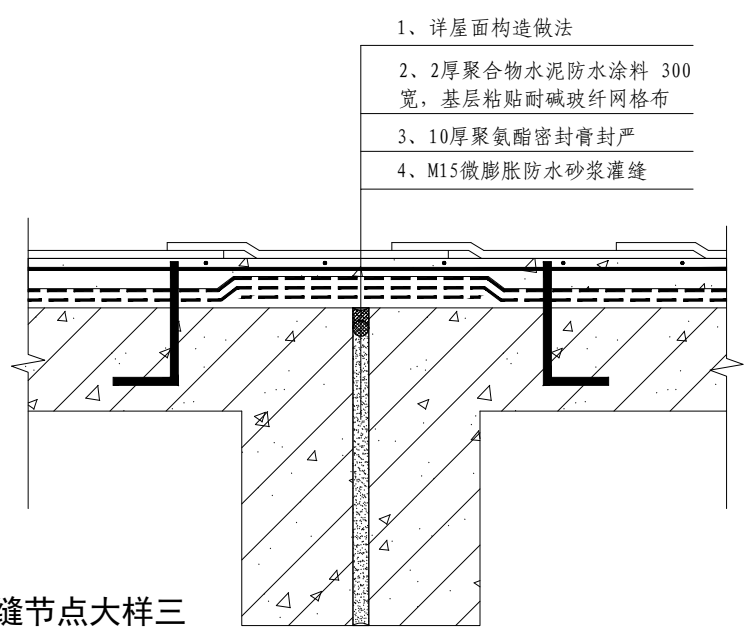 1、详屋面构造做法
2、2厚聚合物水泥防水涂料 300
宽，基层粘贴耐碱玻纤网格布
3、10厚聚氨酯密封膏封严
4、M15微膨胀防水砂浆灌缝
缝节点大样三